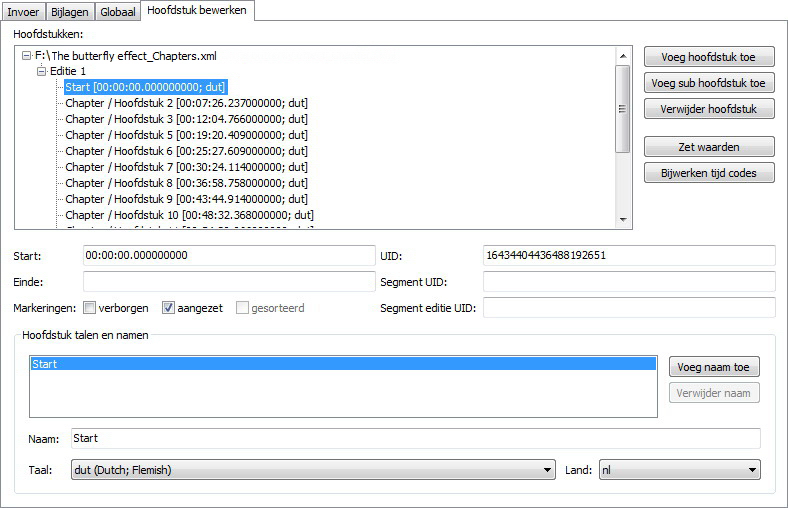 Invoer Bijlagen Globaal Hoofdstuk bewerken
Hoofdstukken:
F:\The butterfly effect_Chapters.xml
Editie 1
Start [00:00:00.000000000; dut]
Chapter / Hoofdstuk 2 [00:07:26.237000000; dut]
Chapter / Hoofdstuk 3 [00:12:04.766000000; dut]
Chapter / Hoofdstuk 5 [00:19:20.409000000; dut]
Chapter / Hoofdstuk 6 [00:25:27.609000000; dut]
Chapter / Hoofdstuk 7 [00:30:24.114000000; dut]
Chapter / Hoofdstuk 8 [00:36:58.758000000; dut]
Chapter / Hoofdstuk 9 [00:43:44.914000000; dut]
Chapter / Hoofdstuk 10 [00:48:32.368000000; dut]
Voeg hoofdstuk toe
Voeg sub hoofdstuk toe
Verwijder hoofdstuk
Zet waarden
Bijwerken tijd codes
Start: 00:00:00.000000000 UID: 16434404436488192651
Einde: Segment UID:
Markeringen: verborgen aangezet gesorteerd Segment editie UID:
Hoofdstuk talen en namen
Start
Voeg naam toe
Verwijder naam
Naam: Start
Taal: dut (Dutch; Flemish) Land: nl